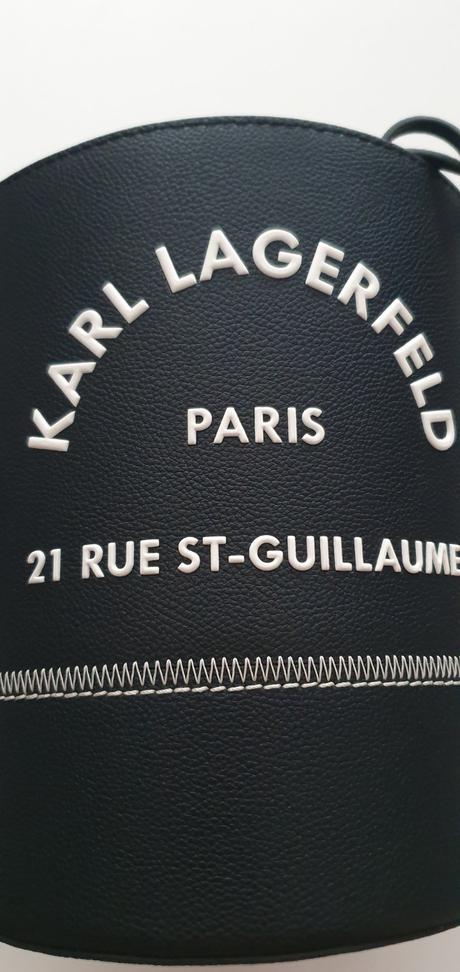 KARL LAGERFELD
PARIS
21 RUE ST-GUILLAUME